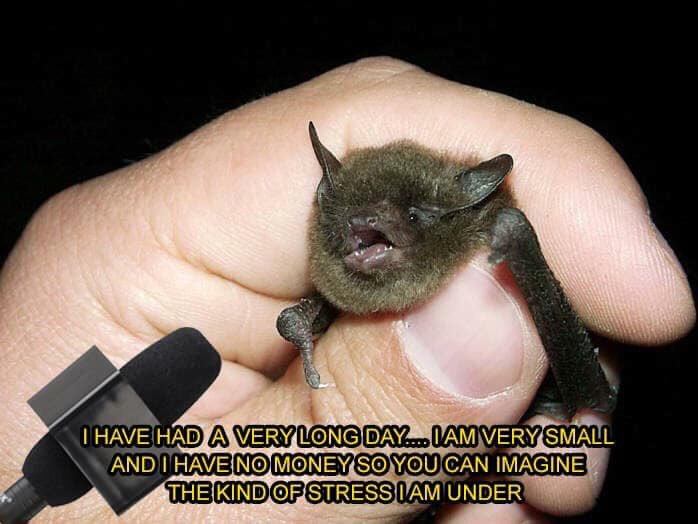 I HAVE HAD A VERY LONG DAY.... I AM VERY SMALL
AND I HAVE NO MONEY SO YOU CAN IMAGINE
THE KIND OF STRESS I AM UNDER